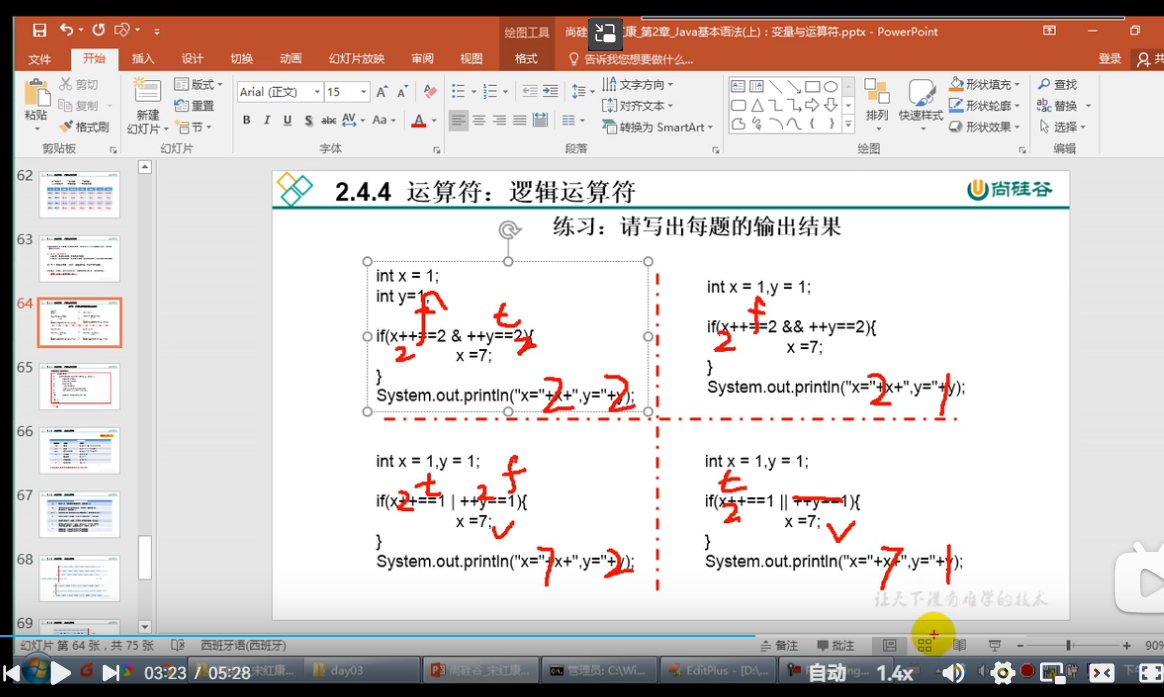 绘图工具
尚硅 康_第2章_Java基本语法(上)：变量与运算符.pptx - PowerPoint
文件 开始 插入 设计 切换 动画 幻灯片放映 审阅 视图 格式 告诉我您想要做什么... 登录 共
粘贴 剪切 复制 格式刷
新建幻灯片 版式 重置 节
Arial (正文) 15
B I U S abc AV Aa A
文字方向 对齐文本 转换为 SmartArt
排列 快速样式 形状填充 形状轮廓 形状效果
查找 替换 选择
剪贴板 幻灯片 字体 段落 绘图 编辑
62
63
64
65
66
67
68
69
2.4.4 运算符：逻辑运算符
尚硅谷
练习：请写出每题的输出结果
int x = 1;
int y=1;
f t
if(x++==2 & ++y==2){
2 2
x =7;
}
System.out.println("x="+x+",y="+y);
2 2
int x = 1,y = 1;
f
if(x++==2 && ++y==2){
2
x =7;
}
System.out.println("x="+x+",y="+y);
2 1
int x = 1,y = 1;
t f
if(x++==1 | ++y==1){
2 2
x =7;
}
System.out.println("x="+x+",y="+y);
7 2
int x = 1,y = 1;
t
if(x++==1 || ++y==1){
2
x =7;
}
System.out.println("x="+x+",y="+y);
7 1
让天下没有难学的技术
幻灯片 第 64 张，共 75 张 西班牙语(西班牙) 备注 批注 90%
宋红康... day03 尚硅谷_宋红康... 管理员: C:\Wi... EditPlus - [D:\...
03:23 / 05:28 自动 1.4x